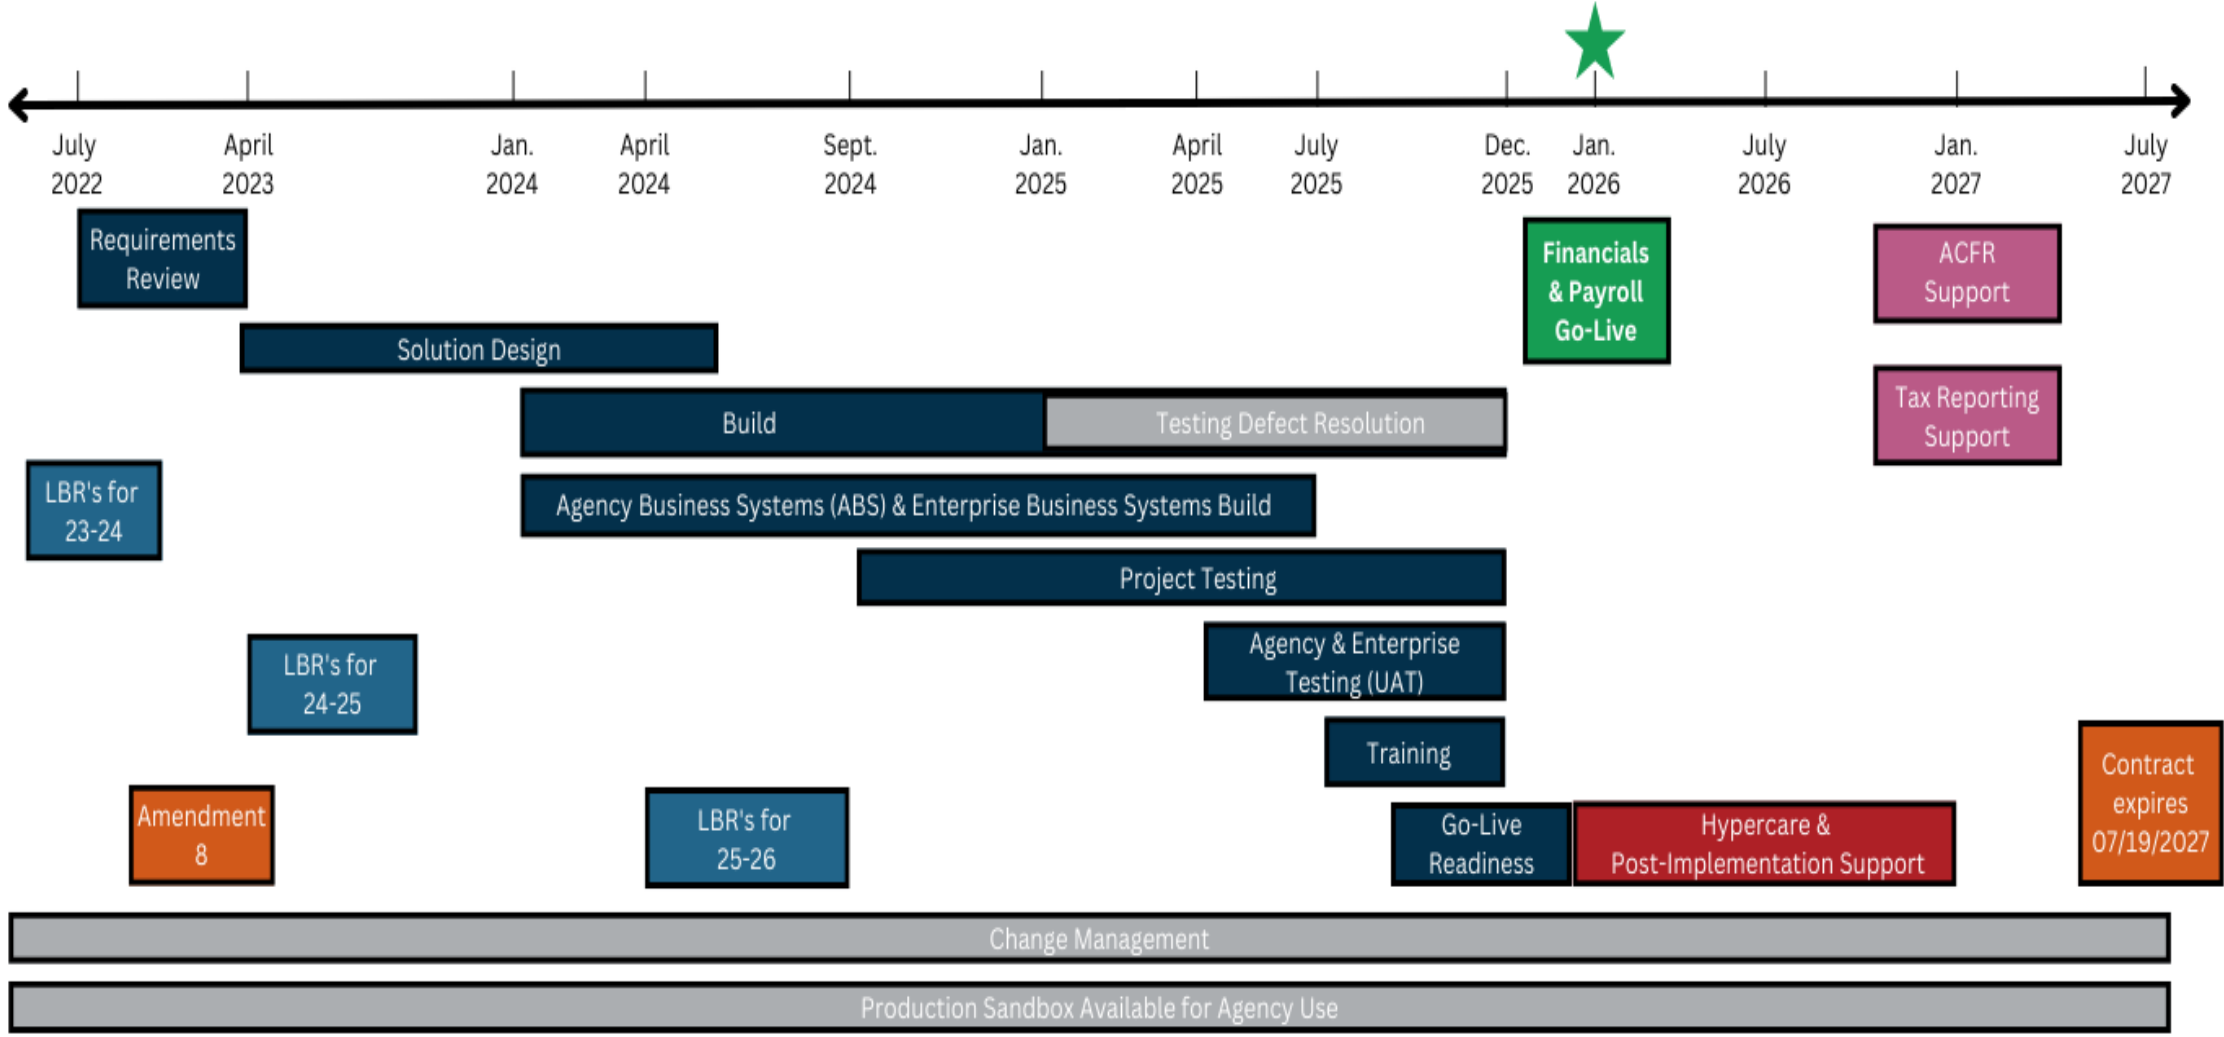 July
2022
April
2023
Jan.
2024
April
2024
Sept.
2024
Jan.
2025
April
2025
July
2025
Dec.
2025
Jan.
2026
July
2026
Jan.
2027
July
2027
Requirements
Review
Financials
& Payroll
Go-Live
ACFR
Support
Solution Design
Build
Testing Defect Resolution
Tax Reporting
Support
LBR's for
23-24
Agency Business Systems (ABS) & Enterprise Business Systems Build
Project Testing
Agency & Enterprise
Testing (UAT)
LBR's for
24-25
Training
Contract
expires
07/19/2027
Amendment
8
LBR's for
25-26
Go-Live
Readiness
Hypercare &
Post-Implementation Support
Change Management
Production Sandbox Available for Agency Use